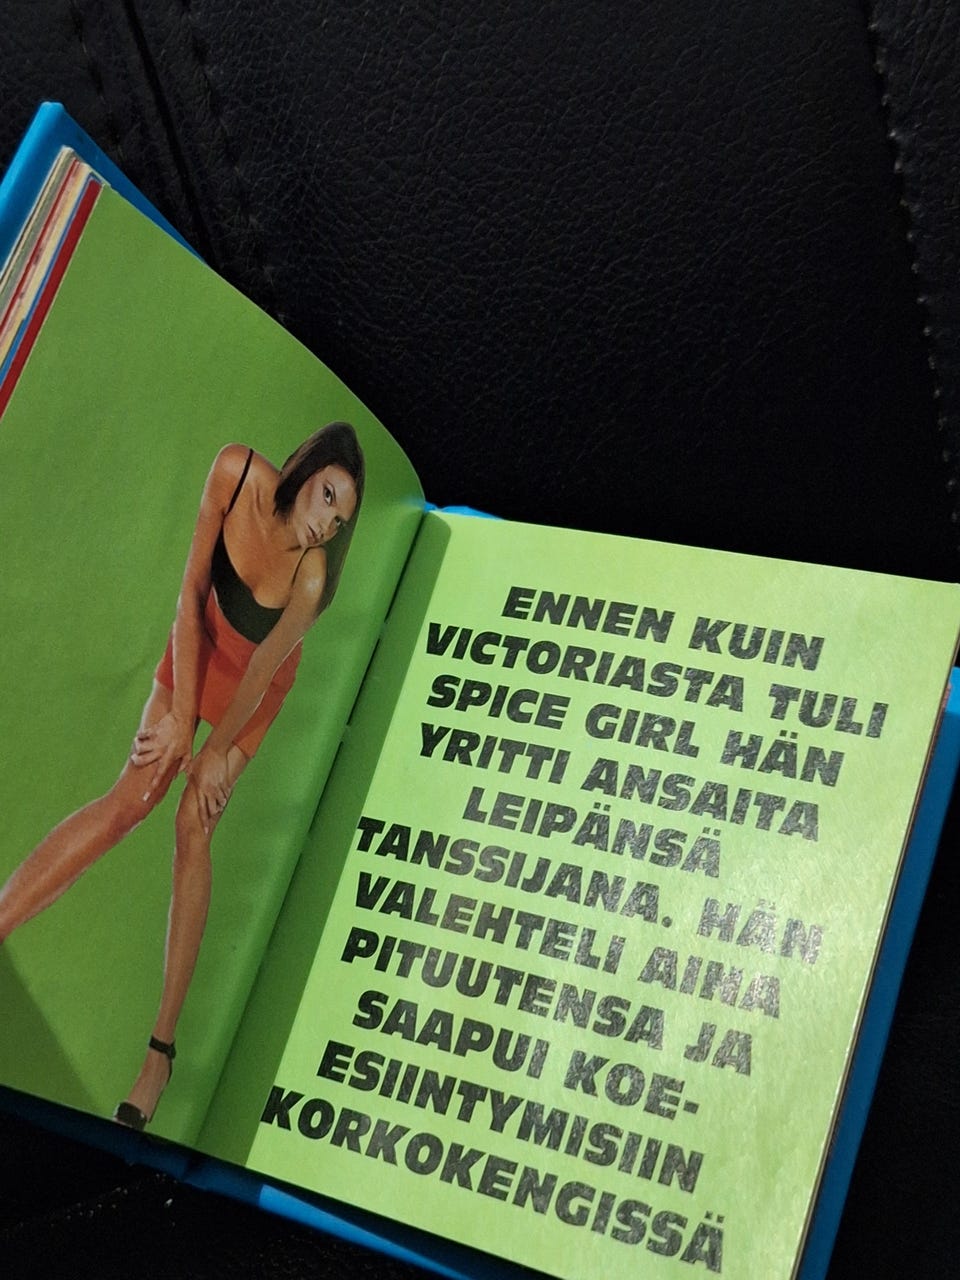 ENNEN KUIN
VICTORIASTA TULI
SPICE GIRL HÄN
YRITTI ANSAITA
LEIPÄNSÄ
TANSSIJANA. HÄN
VALEHTELI AIHA
PITUUTENSA JA
SAAPUI KOE-
ESIINTYMISIIN
KORKOKENGISSÄ